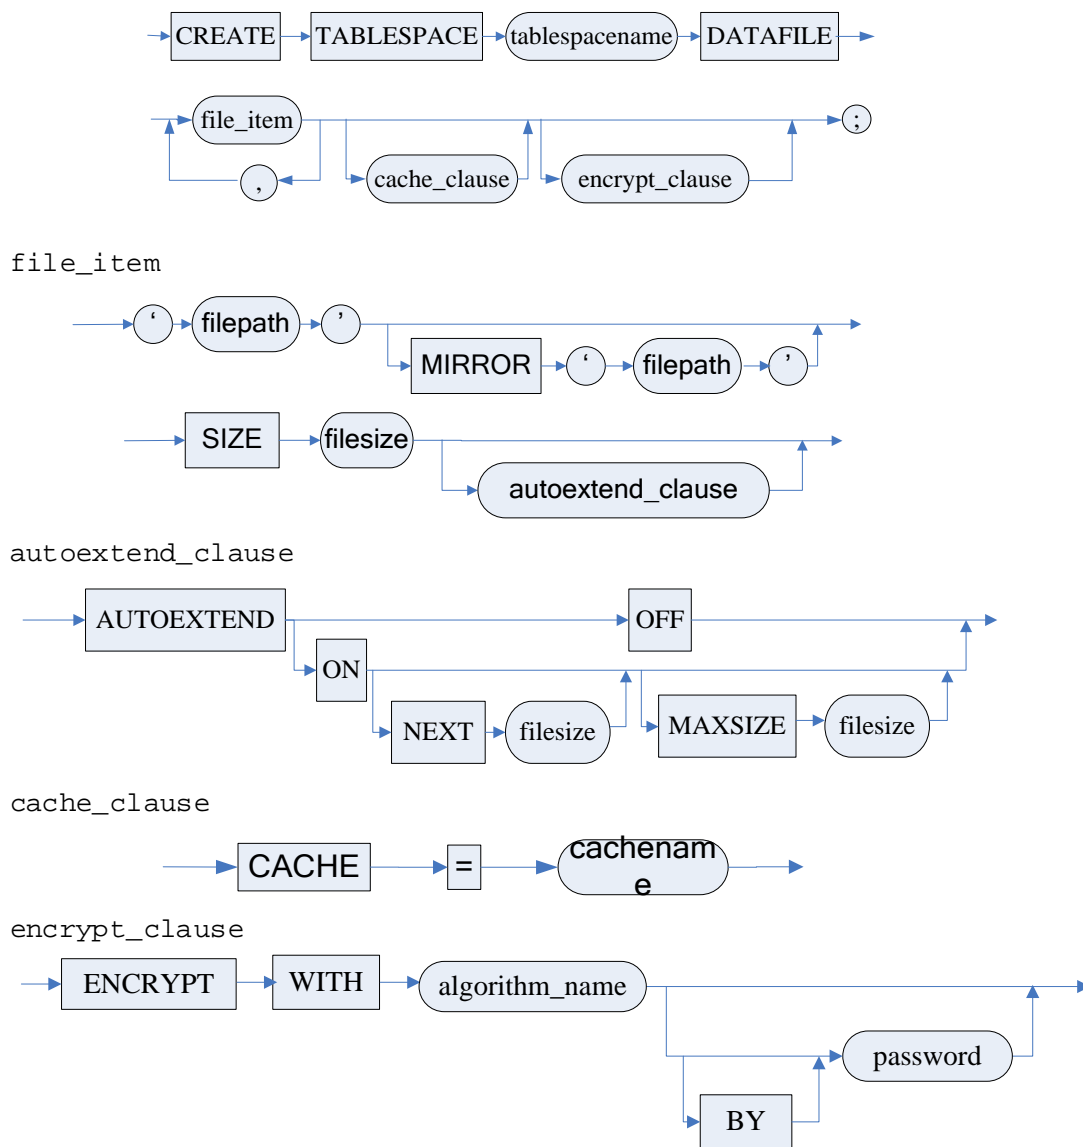 CREATE TABLESPACE tablespacename DATAFILE
file_item ;
, cache_clause encrypt_clause
file_item
‘ filepath ’
MIRROR ‘ filepath ’
SIZE filesize
autoextend_clause
autoextend_clause
AUTOEXTEND OFF
ON
NEXT filesize MAXSIZE filesize
cache_clause
CACHE = cachenam
e
encrypt_clause
ENCRYPT WITH algorithm_name
password
BY